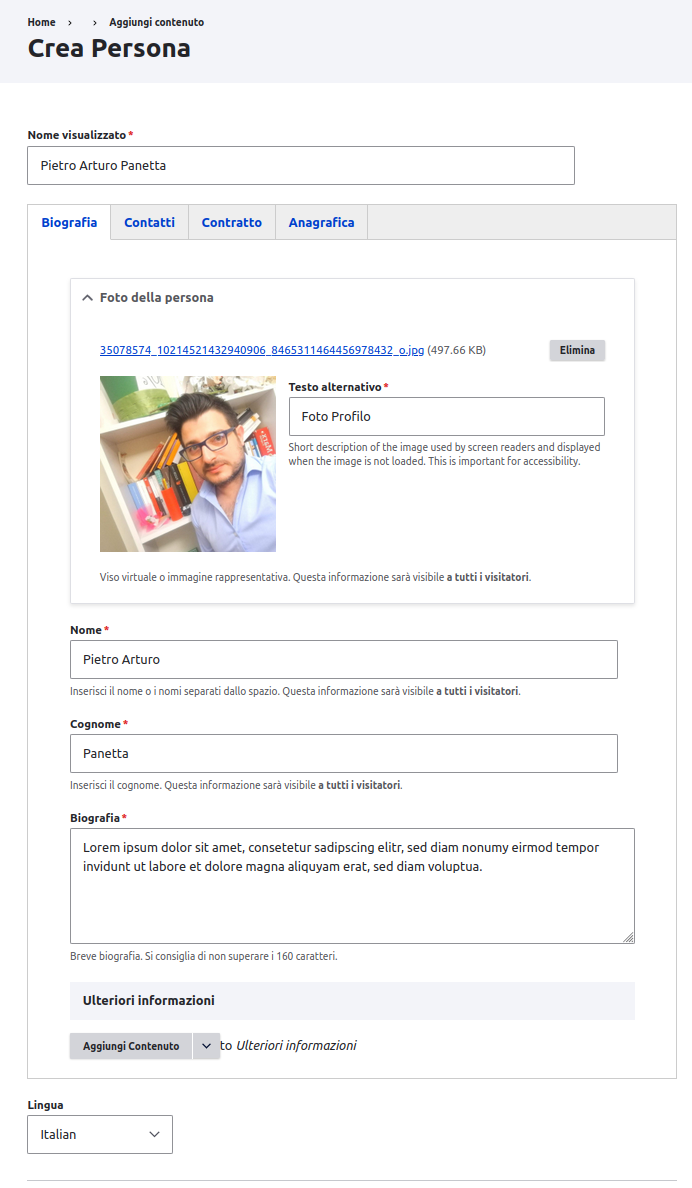 Home › › Aggiungi contenuto
Crea Persona
Nome visualizzato*
Pietro Arturo Panetta
Biografia Contatti Contratto Anagrafica
Foto della persona
35078574_10214521432940906_8465311464456978432_o.jpg (497.66 KB) Elimina
Testo alternativo*
Foto Profilo
Short description of the image used by screen readers and displayed
when the image is not loaded. This is important for accessibility.
Viso virtuale o immagine rappresentativa. Questa informazione sarà visibile a tutti i visitatori.
Nome*
Pietro Arturo
Inserisci il nome o i nomi separati dallo spazio. Questa informazione sarà visibile a tutti i visitatori.
Cognome*
Panetta
Inserisci il cognome. Questa informazione sarà visibile a tutti i visitatori.
Biografia*
Lorem ipsum dolor sit amet, consetetur sadipscing elitr, sed diam nonumy eirmod tempor
invidunt ut labore et dolore magna aliquyam erat, sed diam voluptua.
Breve biografia. Si consiglia di non superare i 160 caratteri.
Ulteriori informazioni
Aggiungi Contenuto to Ulteriori informazioni
Lingua
Italian